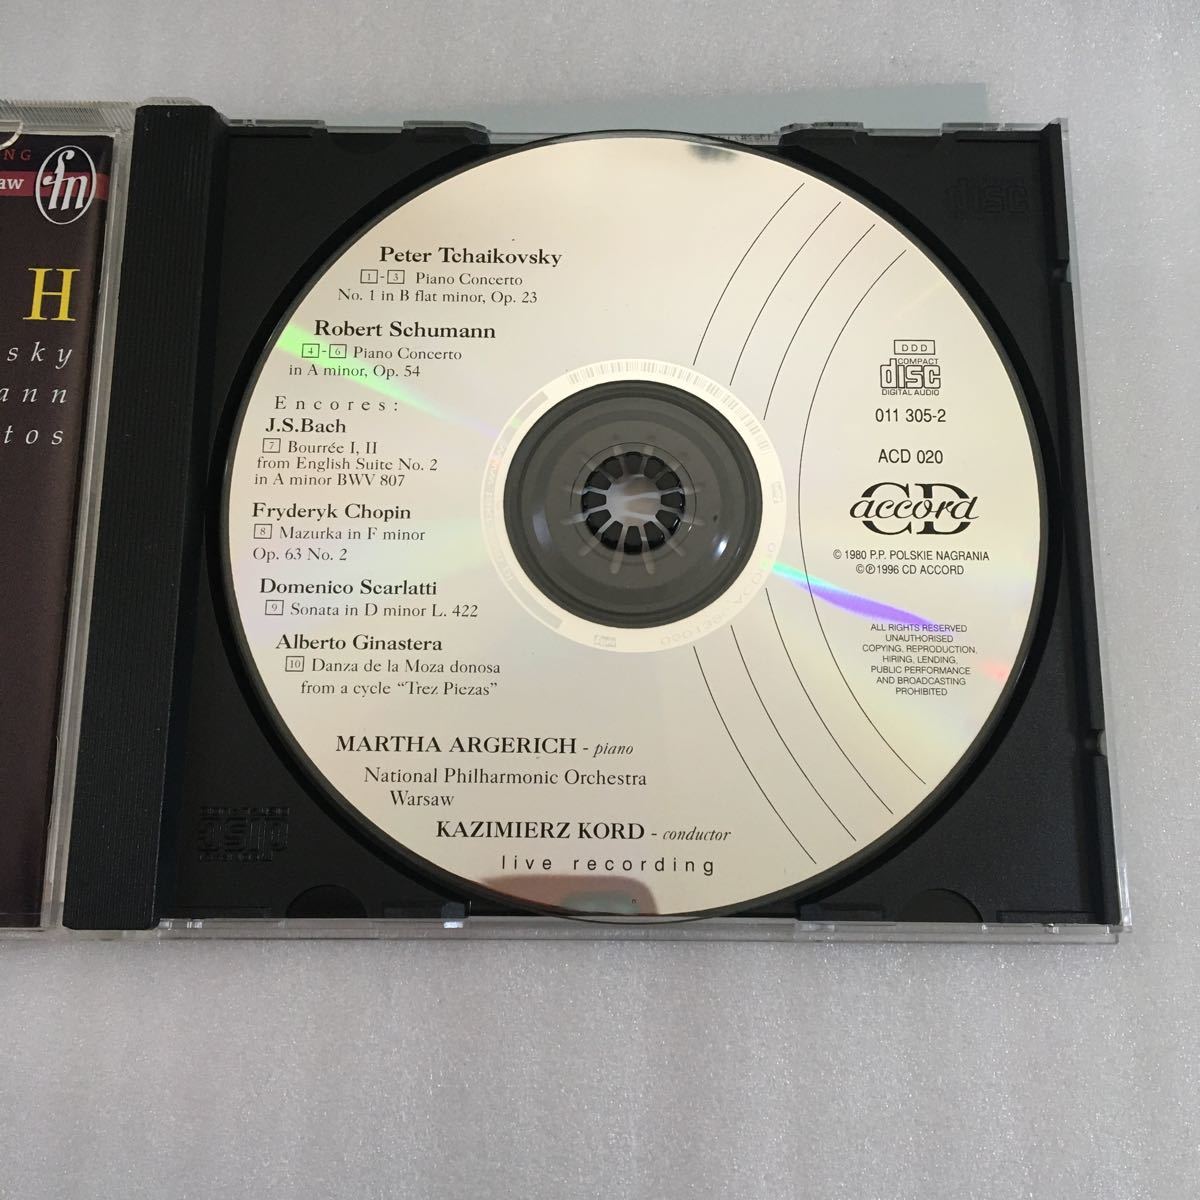 NG
aw
fm
H
sky
ann
tos
Peter Tchaikovsky
1-3 Piano Concerto
No. 1 in B flat minor, Op. 23
Robert Schumann
4-6 Piano Concerto
in A minor, Op. 54
Encores:
J.S.Bach
7 Bourrée I, II
from English Suite No. 2
in A minor BWV 807
Fryderyk Chopin
8 Mazurka in F minor
Op. 63 No. 2
Domenico Scarlatti
9 Sonata in D minor L. 422
Alberto Ginastera
10 Danza de la Moza donosa
from a cycle “Trez Piezas”
MARTHA ARGERICH - piano
National Philharmonic Orchestra
Warsaw
KAZIMIERZ KORD - conductor
live recording
DDD
COMPACT
disc
DIGITAL AUDIO
011 305-2
ACD 020
CD accord
© 1980 P.P. POLSKIE NAGRANIA
©℗1996 CD ACCORD
ALL RIGHTS RESERVED
UNAUTHORISED
COPYING, REPRODUCTION,
HIRING, LENDING,
PUBLIC PERFORMANCE
AND BROADCASTING
PROHIBITED
disc